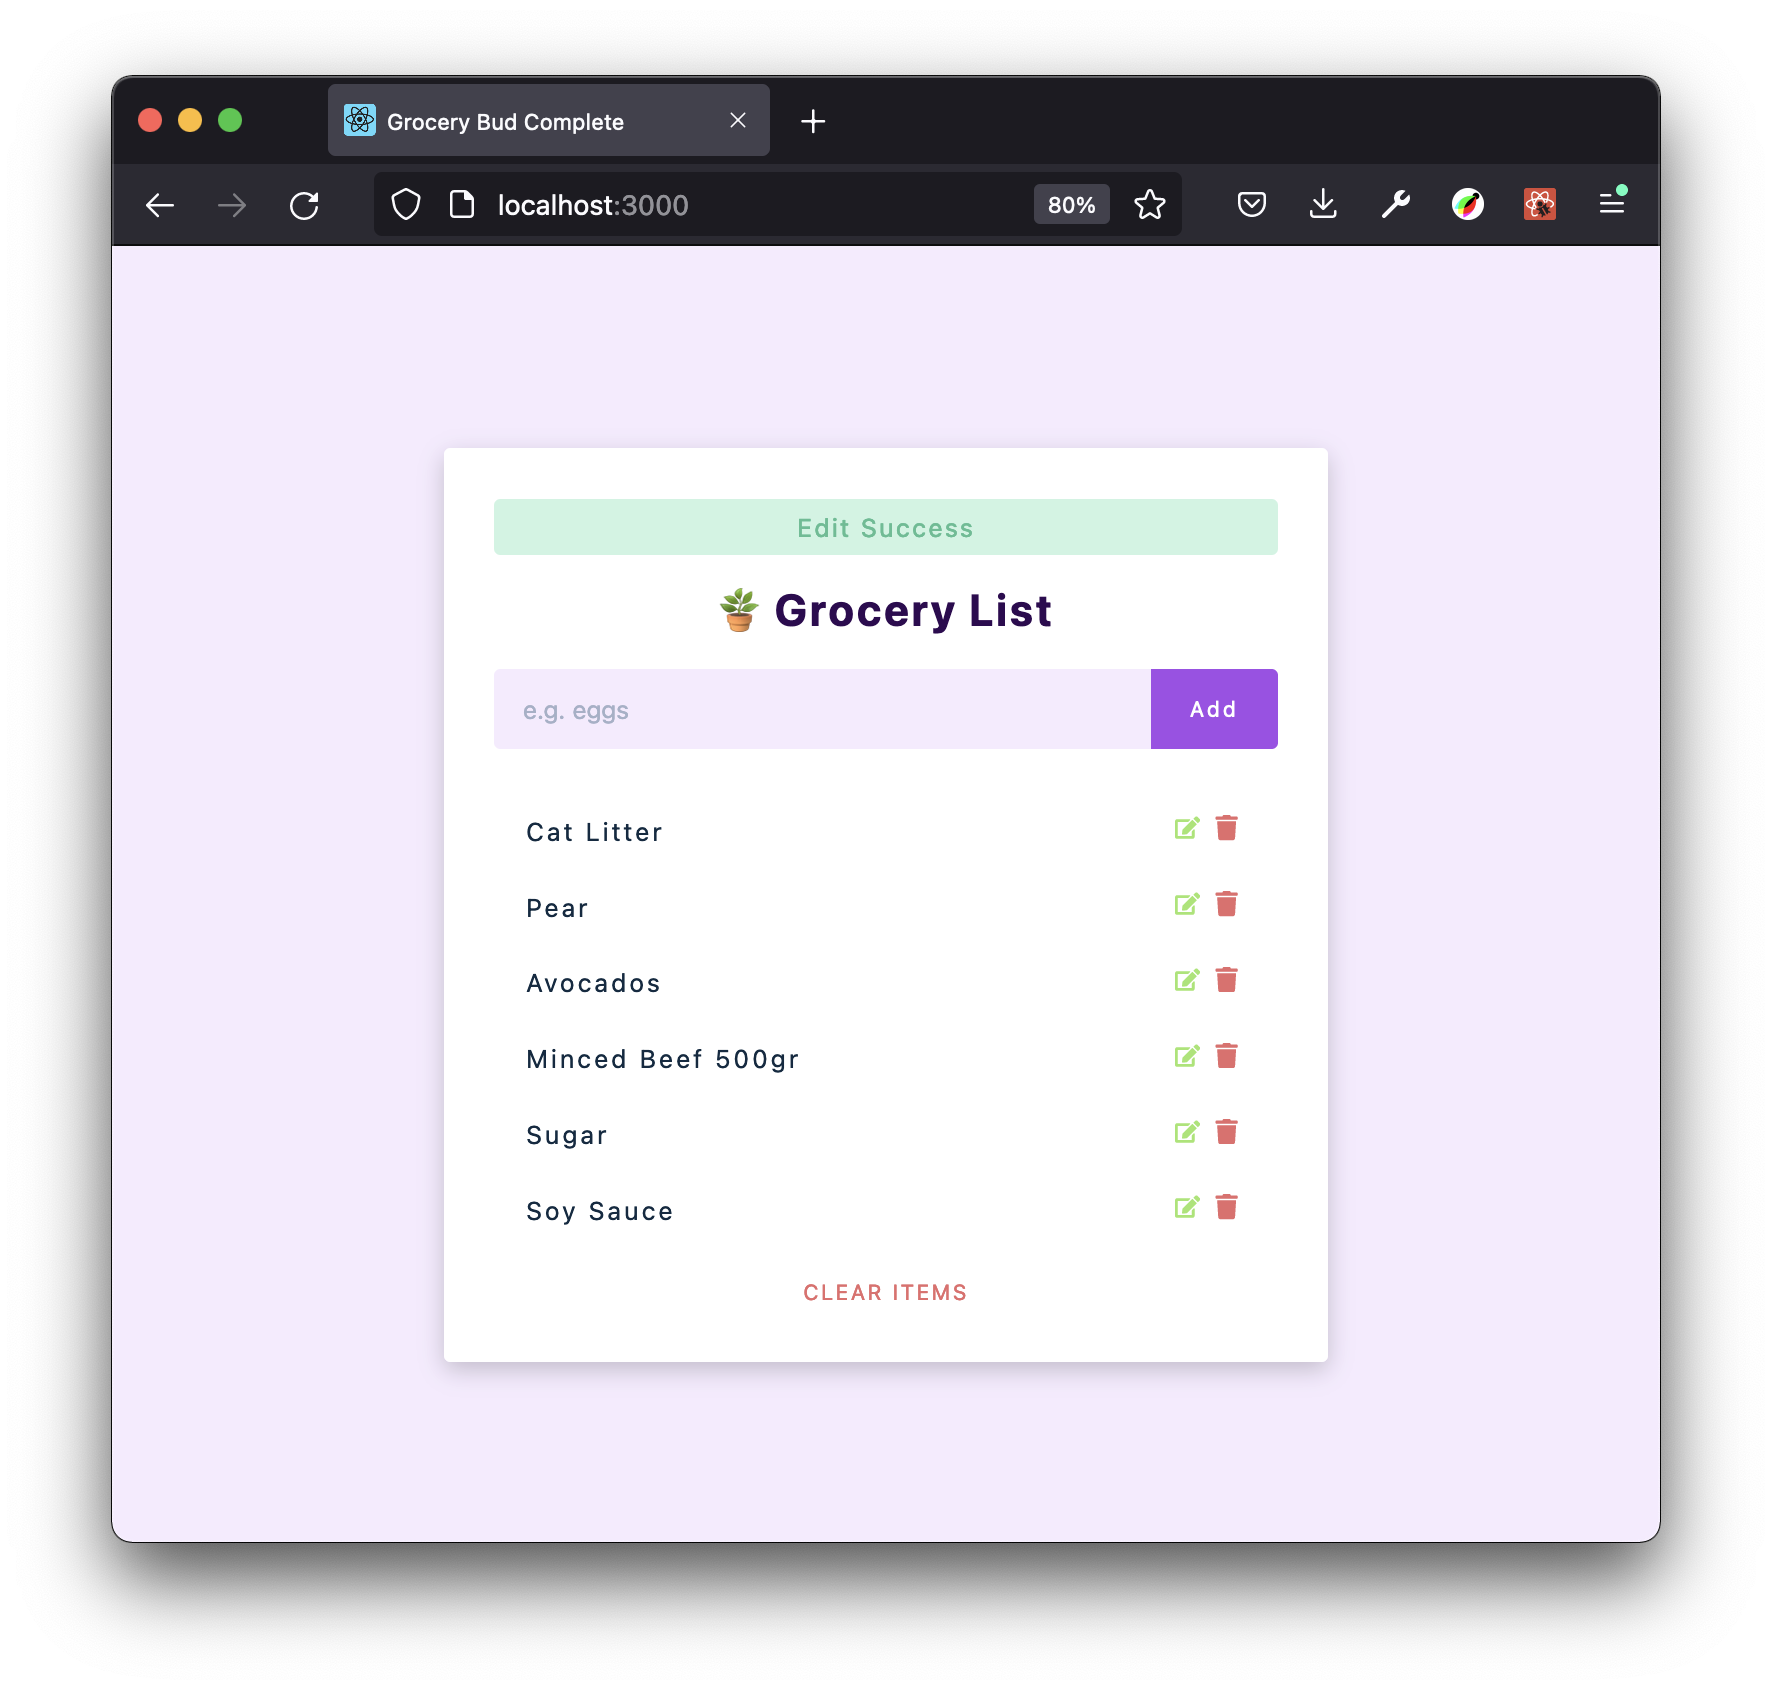 Grocery Bud Complete
localhost:3000
80%
Edit Success
Grocery List
e.g. eggs
Add
Cat Litter
Pear
Avocados
Minced Beef 500gr
Sugar
Soy Sauce
CLEAR ITEMS